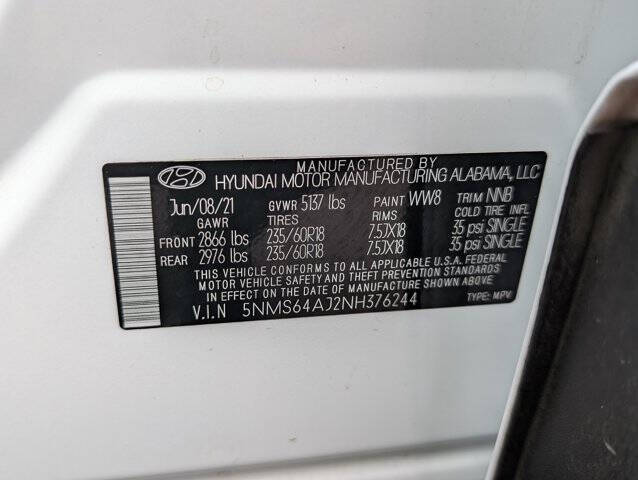 MANUFACTURED BY
HYUNDAI MOTOR MANUFACTURING ALABAMA, LLC
Jun/08/21 GVWR 5137 lbs PAINT WW8 TRIM NNB
GAWR TIRES RIMS COLD TIRE INFL
FRONT 2866 lbs 235/60R18 7.5JX18 35 psi SINGLE
REAR 2976 lbs 235/60R18 7.5JX18 35 psi SINGLE
THIS VEHICLE CONFORMS TO ALL APPLICABLE U.S.A. FEDERAL
MOTOR VEHICLE SAFETY AND THEFT PREVENTION STANDARDS
IN EFFECT ON THE DATE OF MANUFACTURE SHOWN ABOVE
V.I.N 5NMS64AJ2NH376244 TYPE: MPV